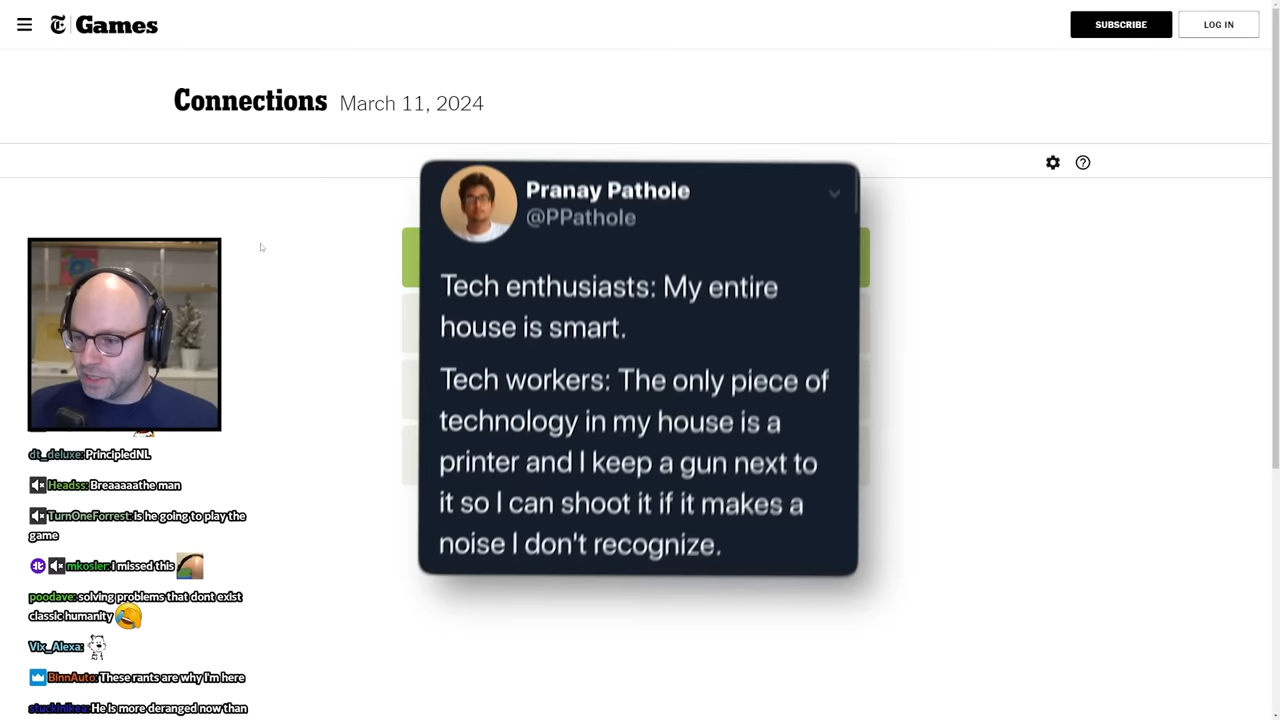 Games
SUBSCRIBE
LOG IN
Connections March 11, 2024
Pranay Pathole
@PPathole
Tech enthusiasts: My entire
house is smart.
Tech workers: The only piece of
technology in my house is a
printer and I keep a gun next to
it so I can shoot it if it makes a
noise I don't recognize.
dt_deluxe: PrincipledNL
Headss: Breaaaaathe man
TurnOneForrest: Is he going to play the
game
mkosler: I missed this
poodave: solving problems that dont exist
classic humanity
Vix_Alexa:
BinnAuto: These rants are why I'm here
stuckinikea: He is more deranged now than